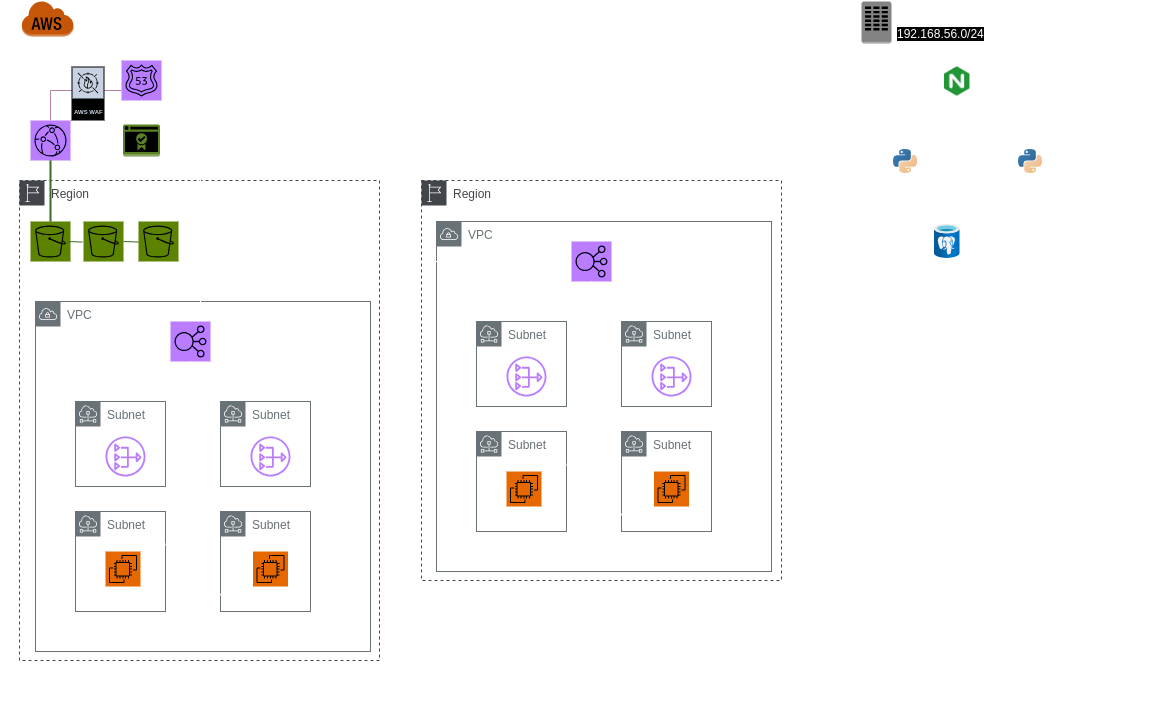 AWS
192.168.56.0/24
53
AWS WAF
Region
Region
VPC
Subnet
Subnet
Subnet
Subnet
VPC
Subnet
Subnet
Subnet
Subnet
N